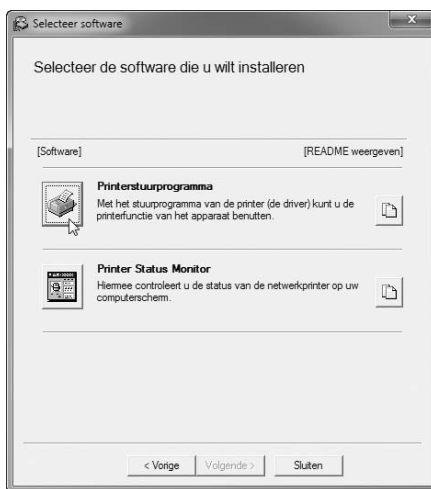 Selecteer software
Selecteer de software die u wilt installeren
[Software] [README weergeven]
Printerstuurprogramma
Met het stuurprogramma van de printer (de driver) kunt u de
printerfunctie van het apparaat benutten.
Printer Status Monitor
Hiermee controleert u de status van de netwerkprinter op uw
computerscherm.
< Vorige Volgende > Sluiten